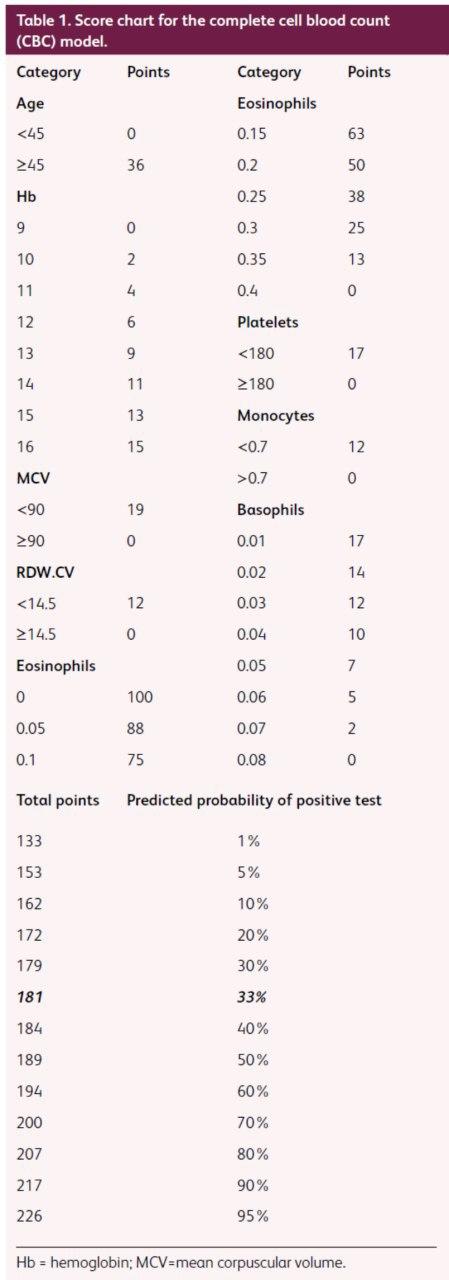 Table 1. Score chart for the complete cell blood count
(CBC) model.
Category Points Category Points
Age Eosinophils
<45 0 0.15 63
≥45 36 0.2 50
Hb 0.25 38
9 0 0.3 25
10 2 0.35 13
11 4 0.4 0
12 6 Platelets
13 9 <180 17
14 11 ≥180 0
15 13 Monocytes
16 15 <0.7 12
MCV >0.7 0
<90 19 Basophils
≥90 0 0.01 17
RDW.CV 0.02 14
<14.5 12 0.03 12
≥14.5 0 0.04 10
Eosinophils 0.05 7
0 100 0.06 5
0.05 88 0.07 2
0.1 75 0.08 0
Total points Predicted probability of positive test
133 1%
153 5%
162 10%
172 20%
179 30%
181 33%
184 40%
189 50%
194 60%
200 70%
207 80%
217 90%
226 95%
Hb = hemoglobin; MCV=mean corpuscular volume.